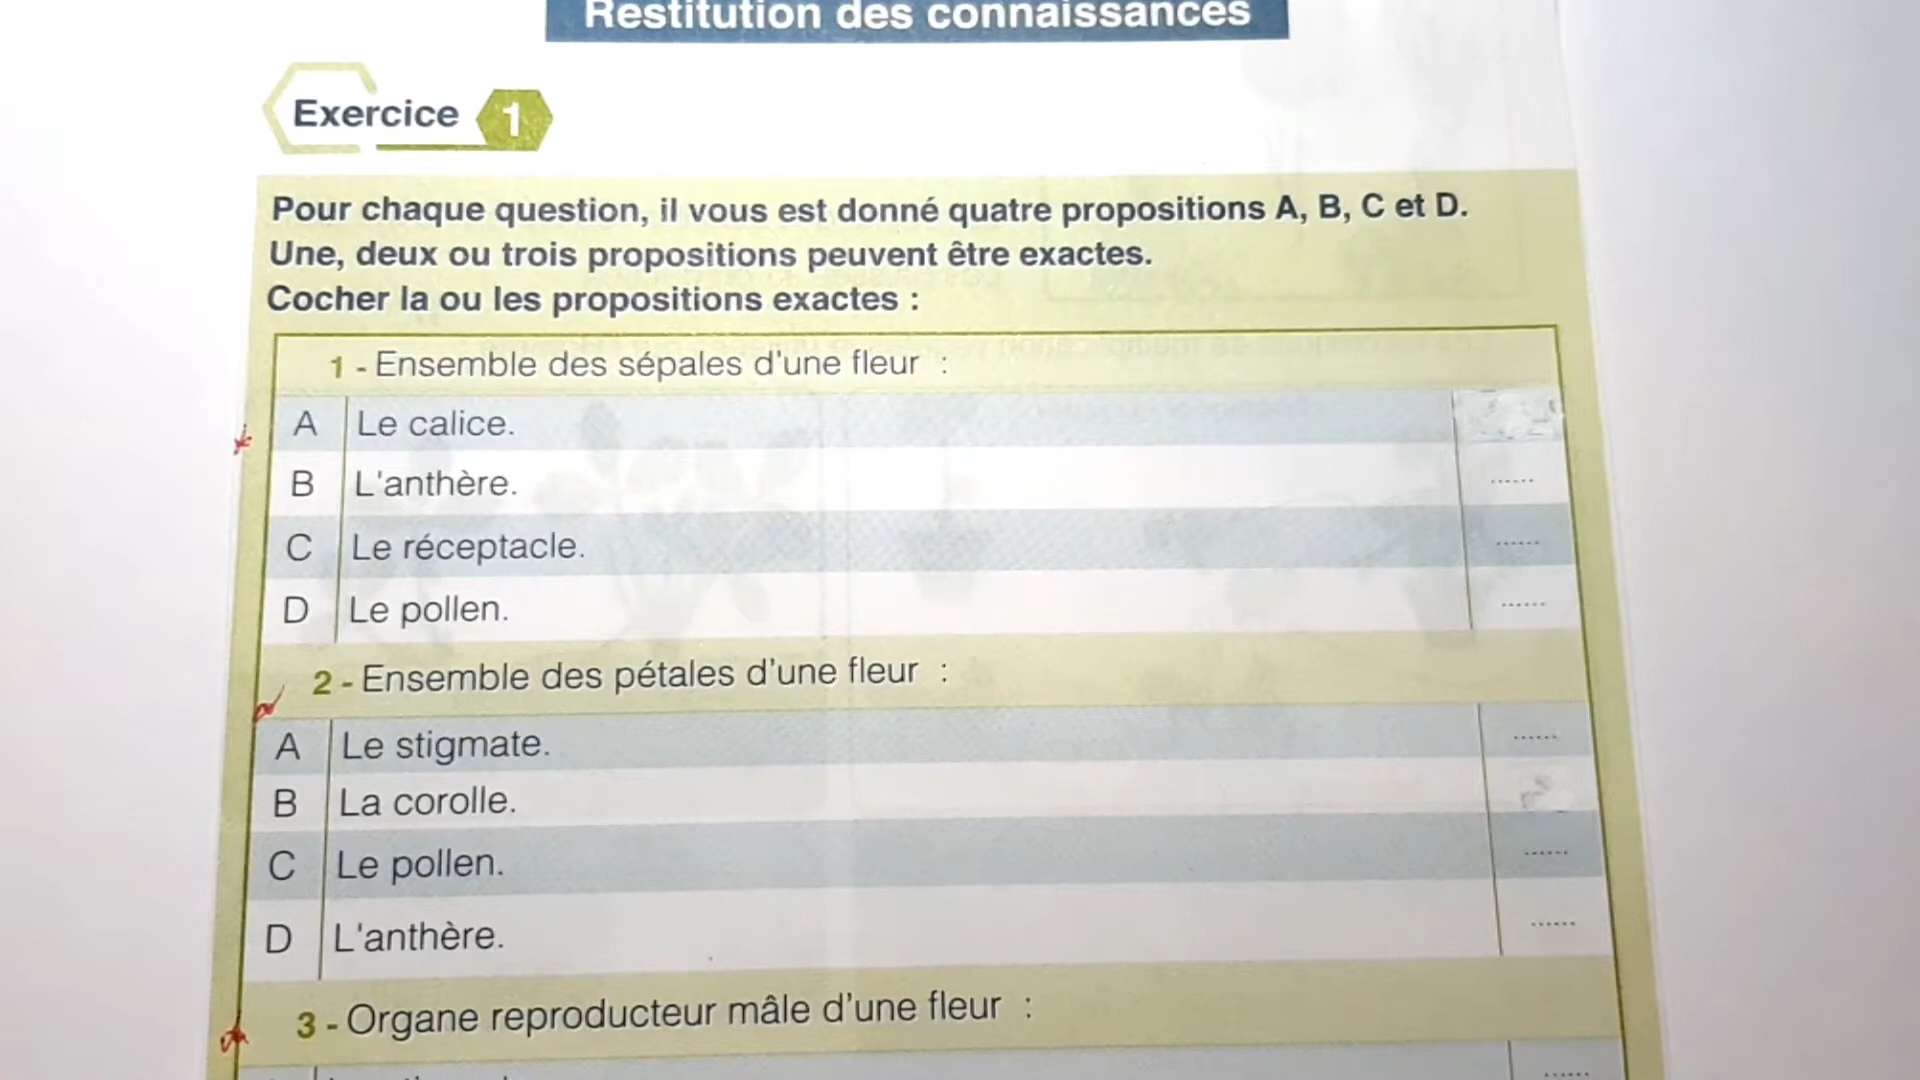 Restitution des connaissances
Exercice 1
Pour chaque question, il vous est donné quatre propositions A, B, C et D.
Une, deux ou trois propositions peuvent être exactes.
Cocher la ou les propositions exactes :
1 - Ensemble des sépales d'une fleur :
A Le calice.
B L'anthère. ......
C Le réceptacle. ......
D Le pollen. ......
2 - Ensemble des pétales d'une fleur :
A Le stigmate. ......
B La corolle.
C Le pollen. ......
D L'anthère. ......
3 - Organe reproducteur mâle d'une fleur :